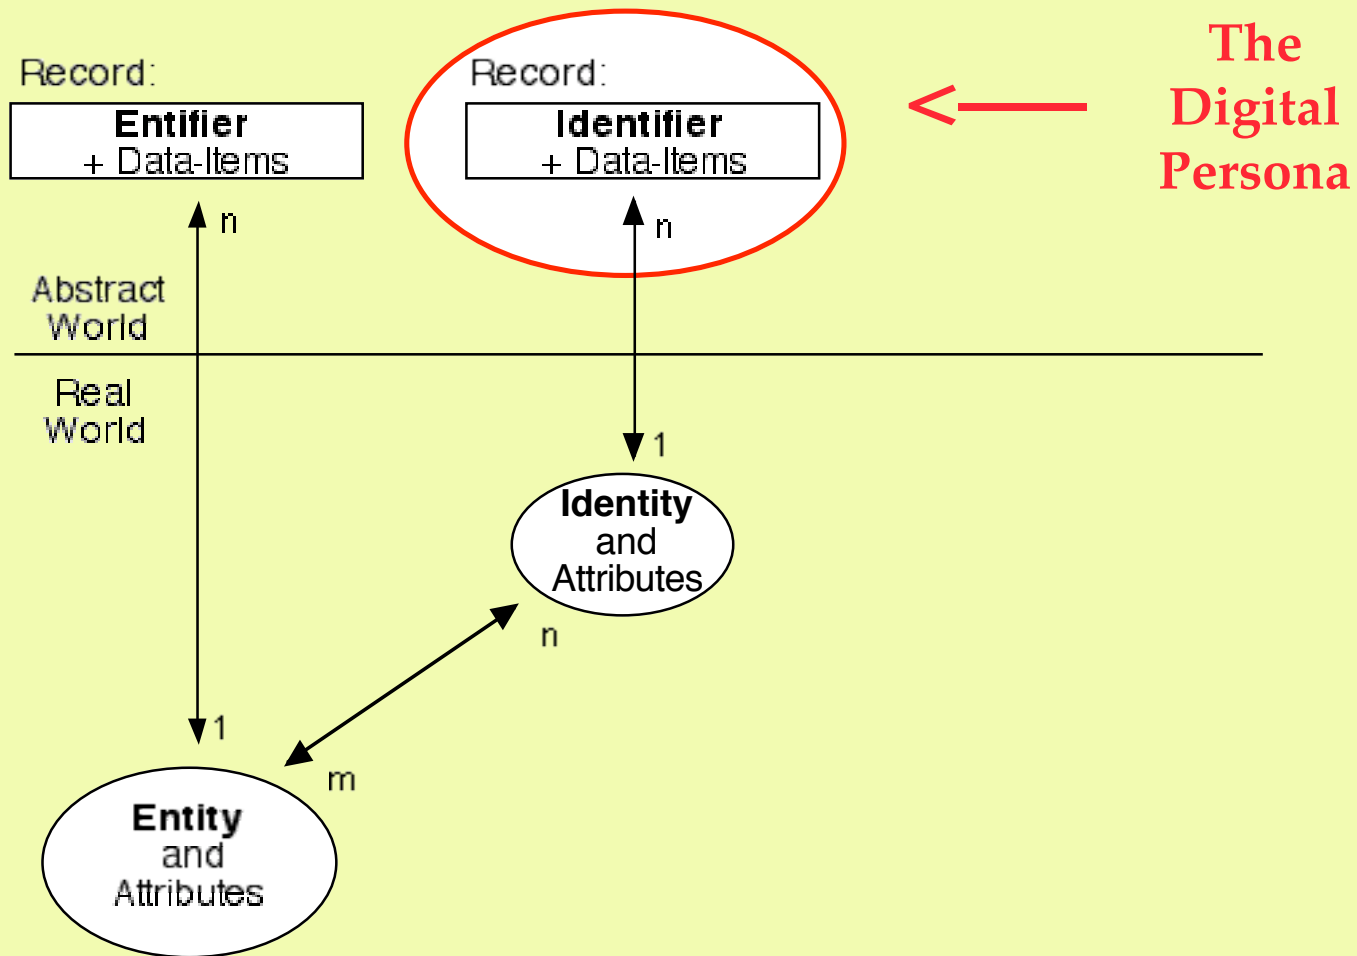 The
Digital
Persona
Record:
Entifier
+ Data-Items
Record:
Identifier
+ Data-Items
n
n
Abstract
World
Real
World
1
Identity
and
Attributes
n
1
m
Entity
and
Attributes